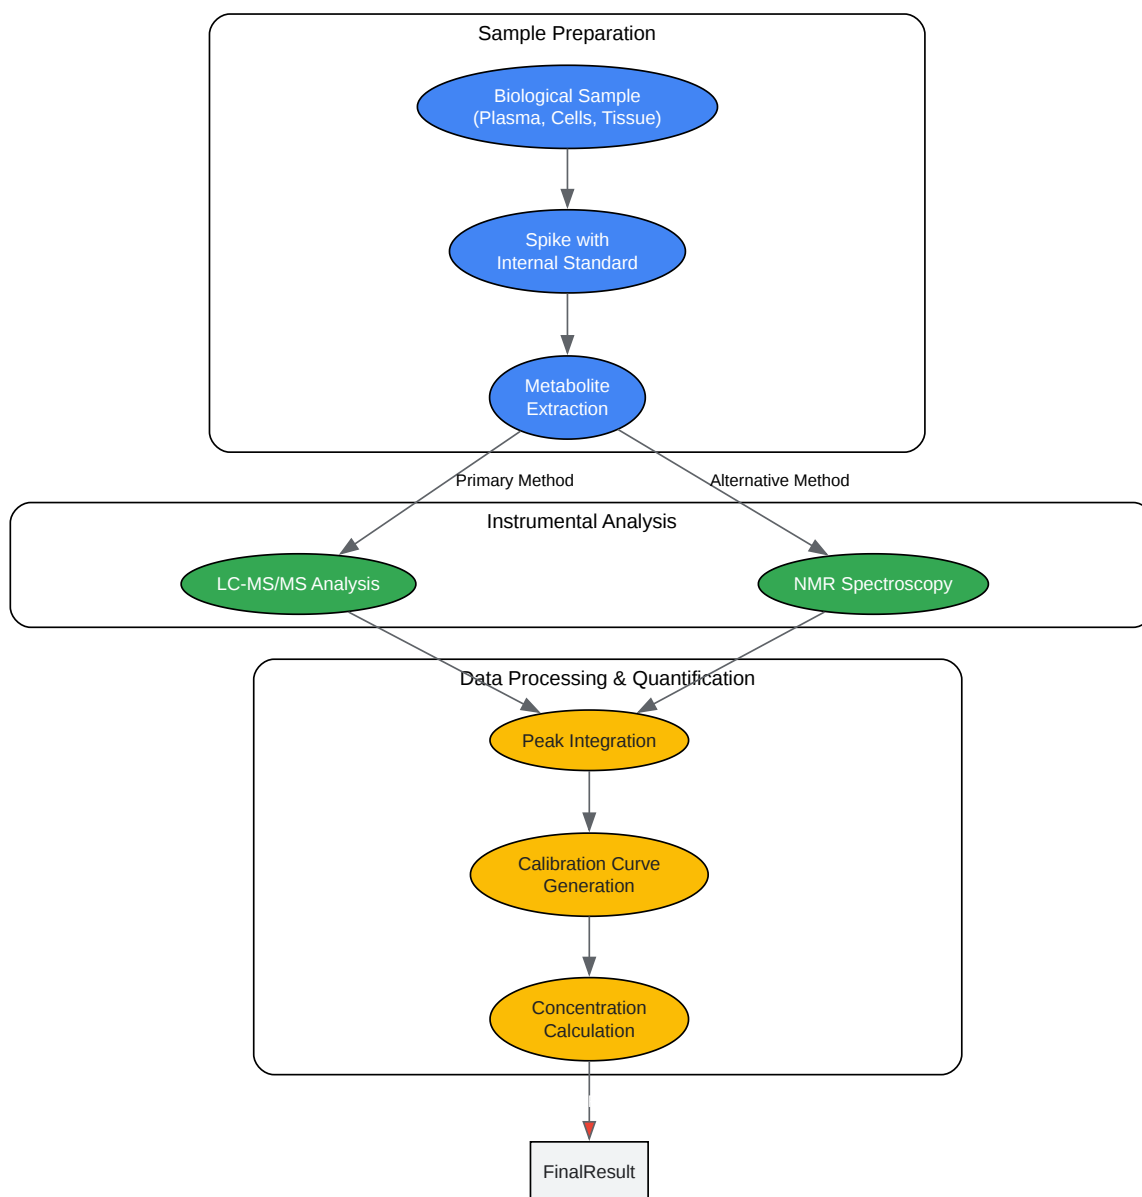 Sample Preparation
Biological Sample
(Plasma, Cells, Tissue)
Spike with
Internal Standard
Metabolite
Extraction
Primary Method
Alternative Method
Instrumental Analysis
LC-MS/MS Analysis
NMR Spectroscopy
Data Processing & Quantification
Peak Integration
Calibration Curve
Generation
Concentration
Calculation
FinalResult